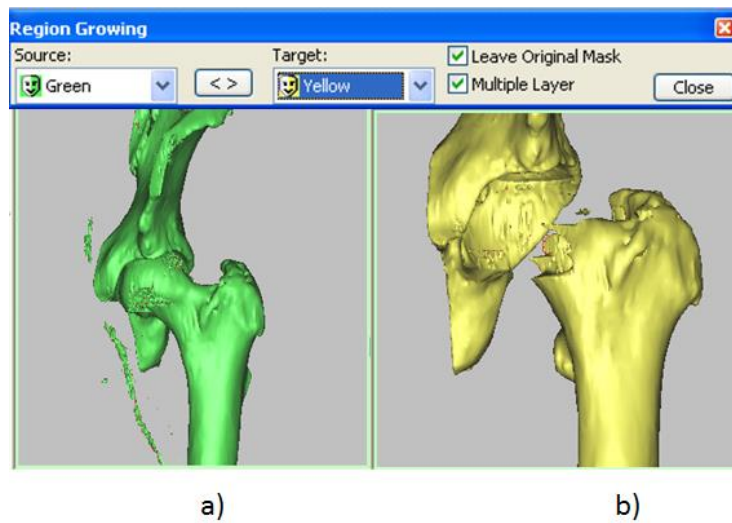 Region Growing
Source: Target: Leave Original Mask
Green < > Yellow Multiple Layer Close
a) b)